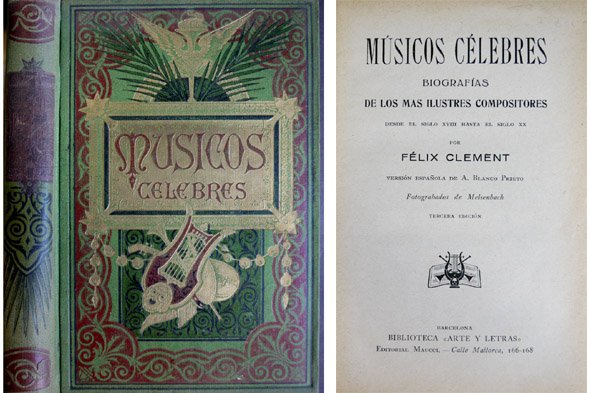 MUSICOS
CELEBRES
MÚSICOS CÉLEBRES
BIOGRAFÍAS
DE LOS MAS ILUSTRES COMPOSITORES
DESDE EL SIGLO XVIII HASTA EL SIGLO XX
POR
FÉLIX CLEMENT
VERSIÓN ESPAÑOLA DE A. BLANCO PRIETO
Fotograbados de Meisenbach
TERCERA EDICIÓN
BARCELONA
BIBLIOTECA «ARTE Y LETRAS»
EDITORIAL MAUCCI. — Calle Mallorca, 166-168